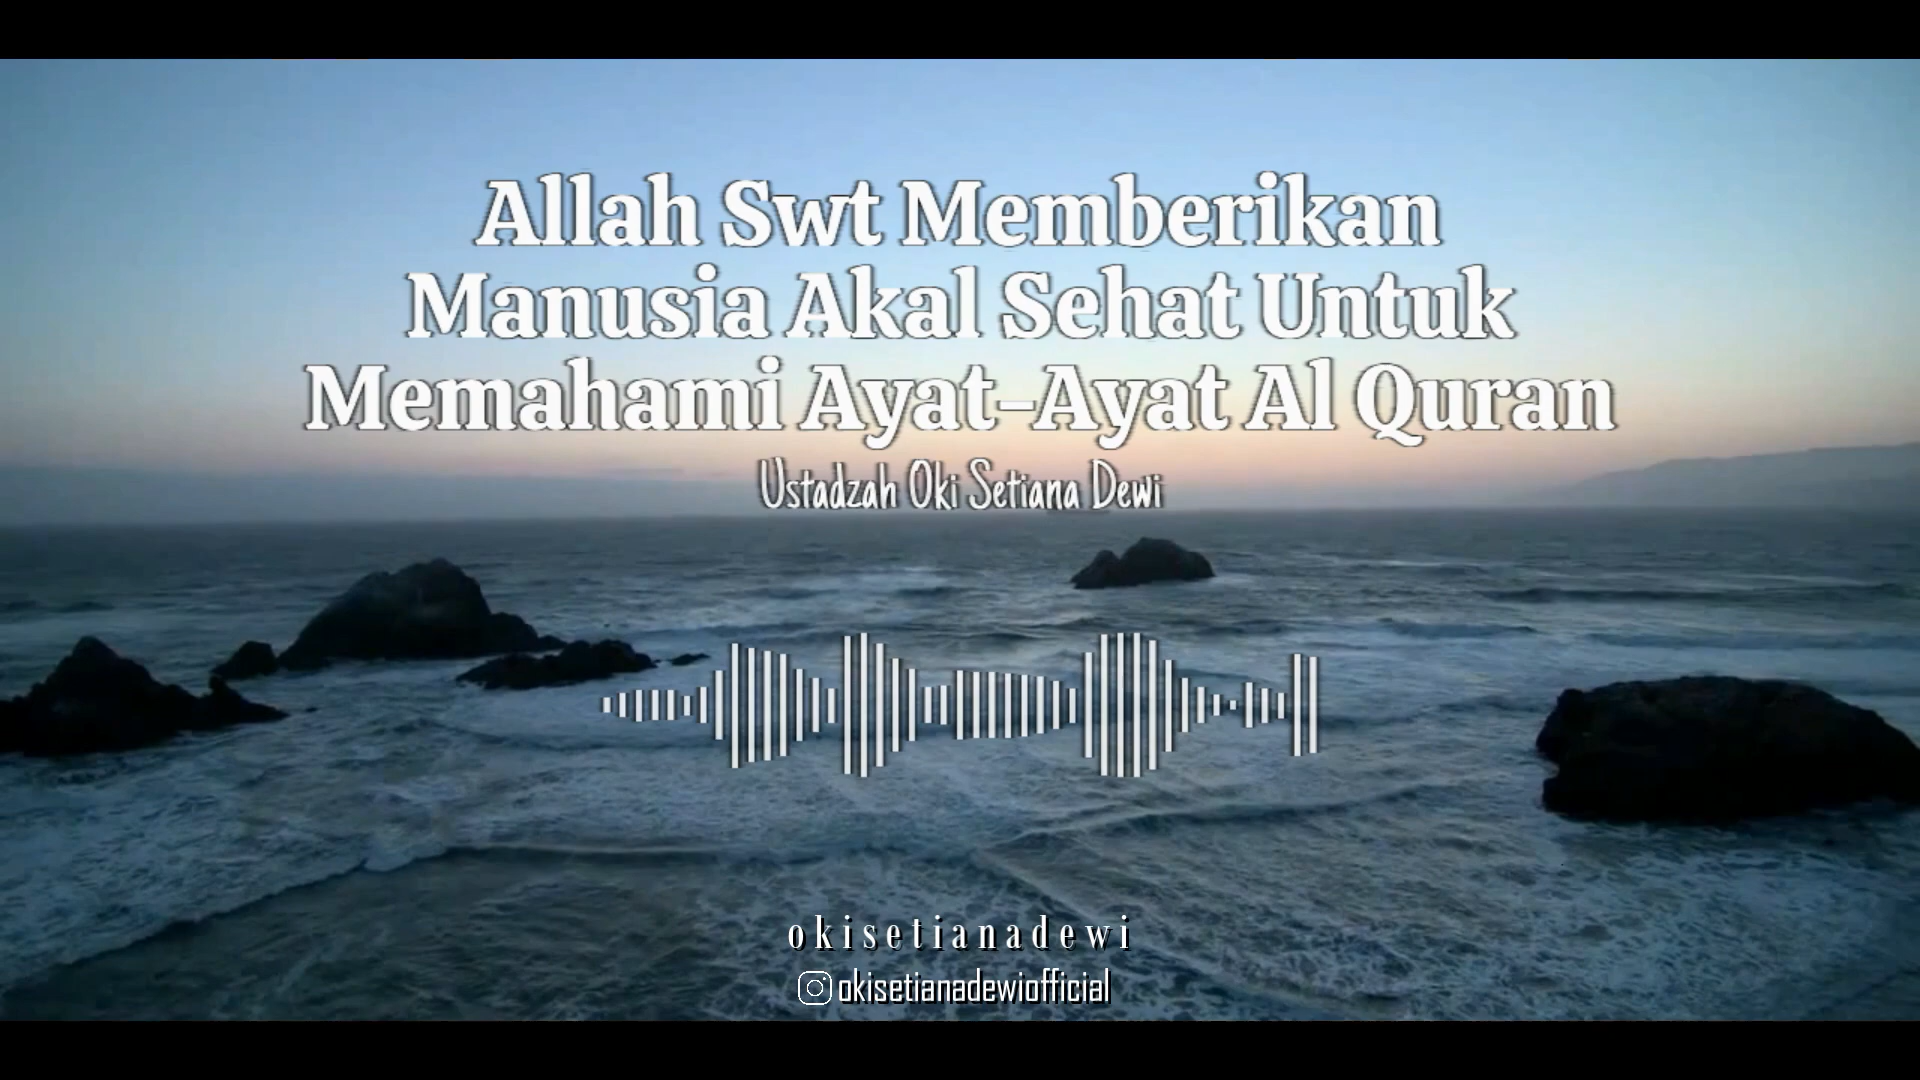 Allah Swt Memberikan
Manusia Akal Sehat Untuk
Memahami Ayat-Ayat Al Quran
Ustadzah Oki Setiana Dewi
okisetianadewi
okisetianadewiofficial